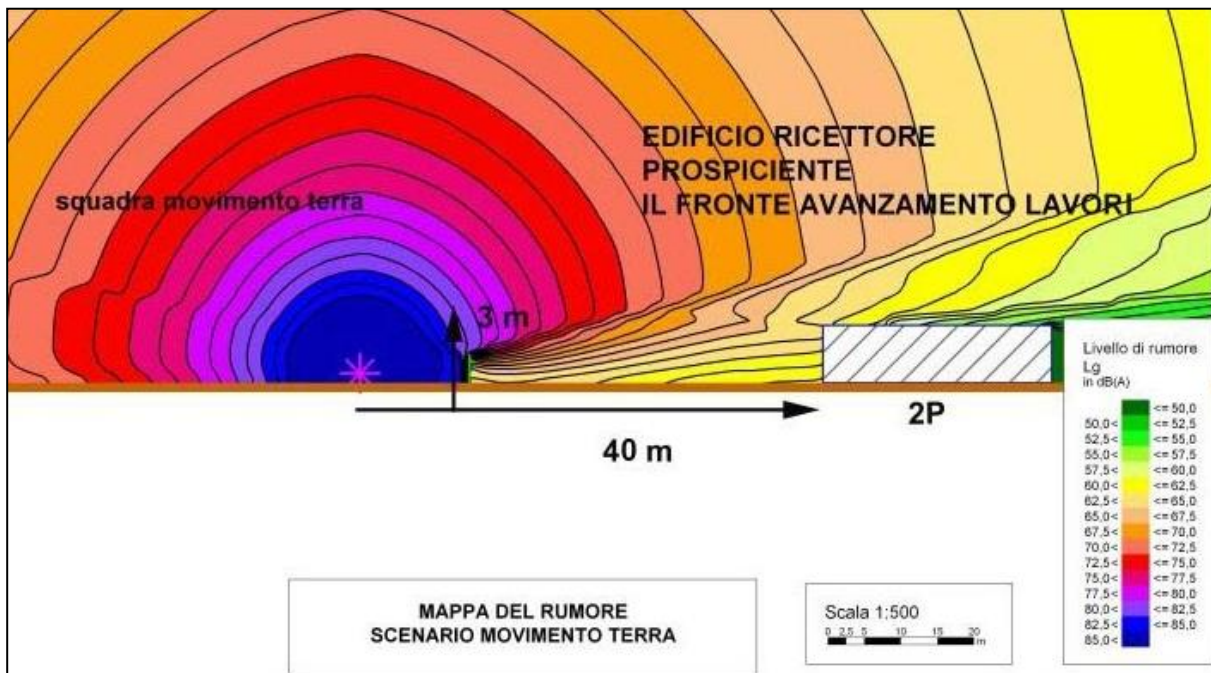 EDIFICIO RICETTORE
PROSPICIENTE
IL FRONTE AVANZAMENTO LAVORI
squadra movimento terra
3 m
2P
40 m
Livello di rumore
Lg
in dB(A)
<= 50,0
50,0< <= 52,5
52,5< <= 55,0
55,0< <= 57,5
57,5< <= 60,0
60,0< <= 62,5
62,5< <= 65,0
65,0< <= 67,5
67,5< <= 70,0
70,0< <= 72,5
72,5< <= 75,0
75,0< <= 77,5
77,5< <= 80,0
80,0< <= 82,5
82,5< <= 85,0
85,0<
MAPPA DEL RUMORE
SCENARIO MOVIMENTO TERRA
Scala 1:500
0 2,5 5 10 15 20
m